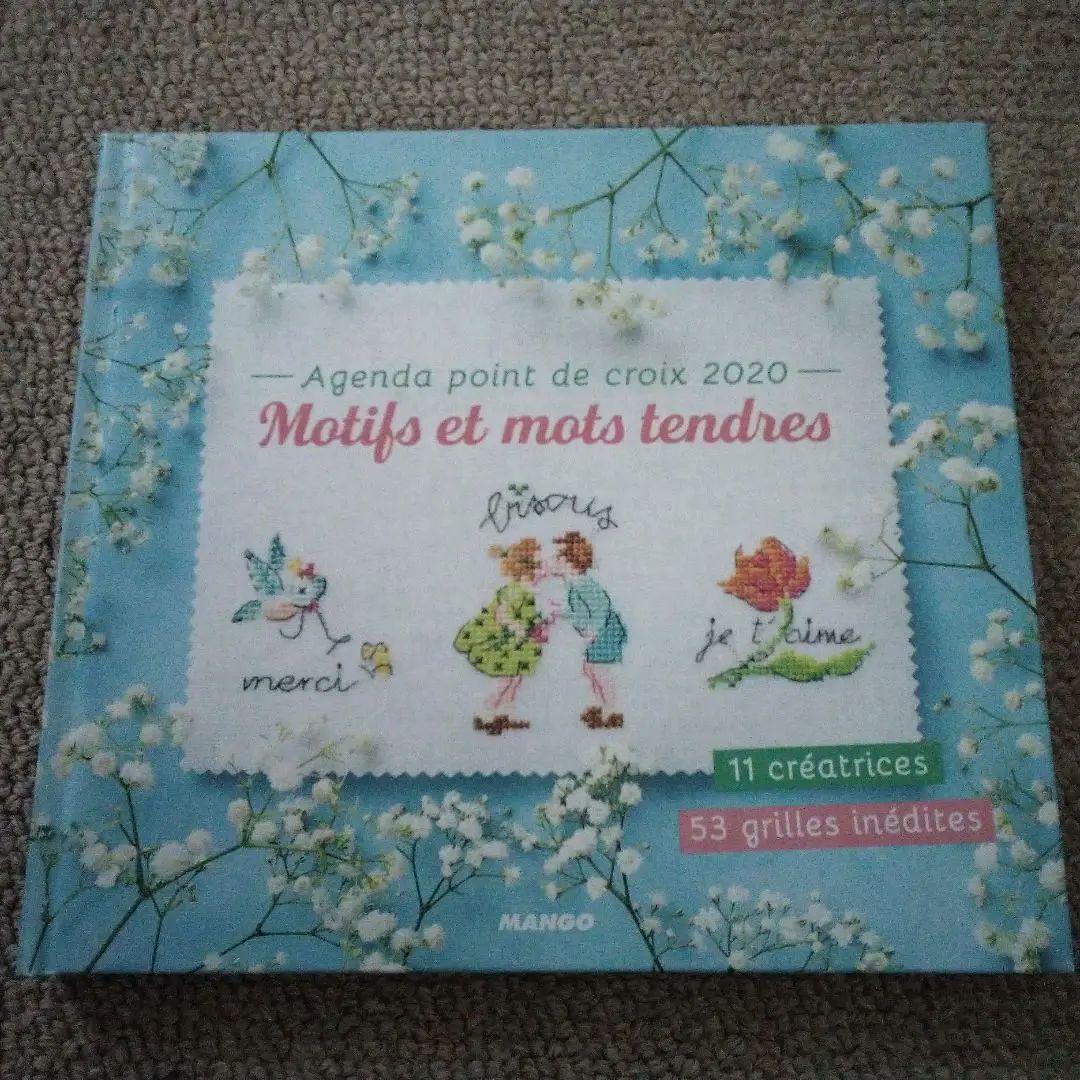 Agenda point de croix 2020
Motifs et mots tendres
bisous
merci
je t'aime
11 créatrices
53 grilles inédites
MANGO